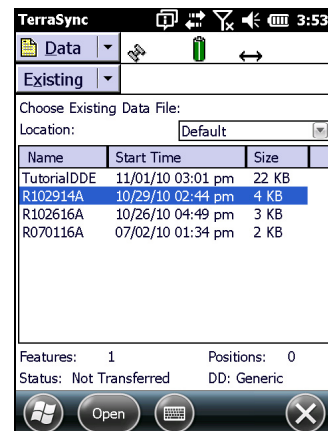 TerraSync 3:53
Data
Existing
Choose Existing Data File:
Location: Default
Name Start Time Size
TutorialDDE 11/01/10 03:01 pm 22 KB
R102914A 10/29/10 02:44 pm 4 KB
R102616A 10/26/10 04:49 pm 3 KB
R070116A 07/02/10 01:34 pm 2 KB
Features: 1 Positions: 0
Status: Not Transferred DD: Generic
Open